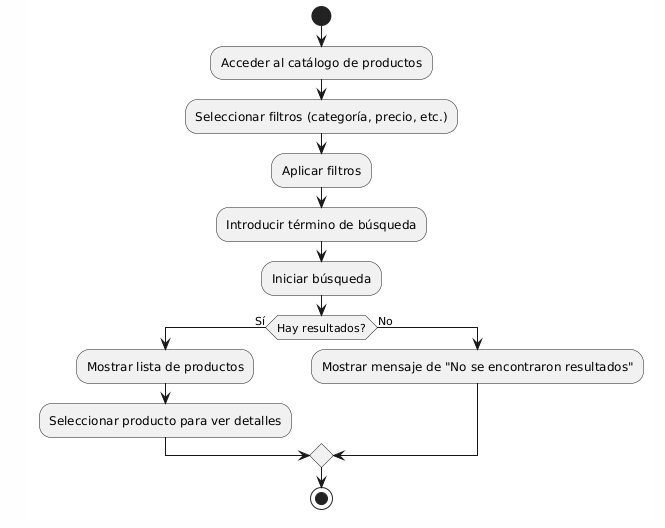 Acceder al catálogo de productos
Seleccionar filtros (categoría, precio, etc.)
Aplicar filtros
Introducir término de búsqueda
Iniciar búsqueda
Sí
Hay resultados?
No
Mostrar lista de productos
Mostrar mensaje de "No se encontraron resultados"
Seleccionar producto para ver detalles